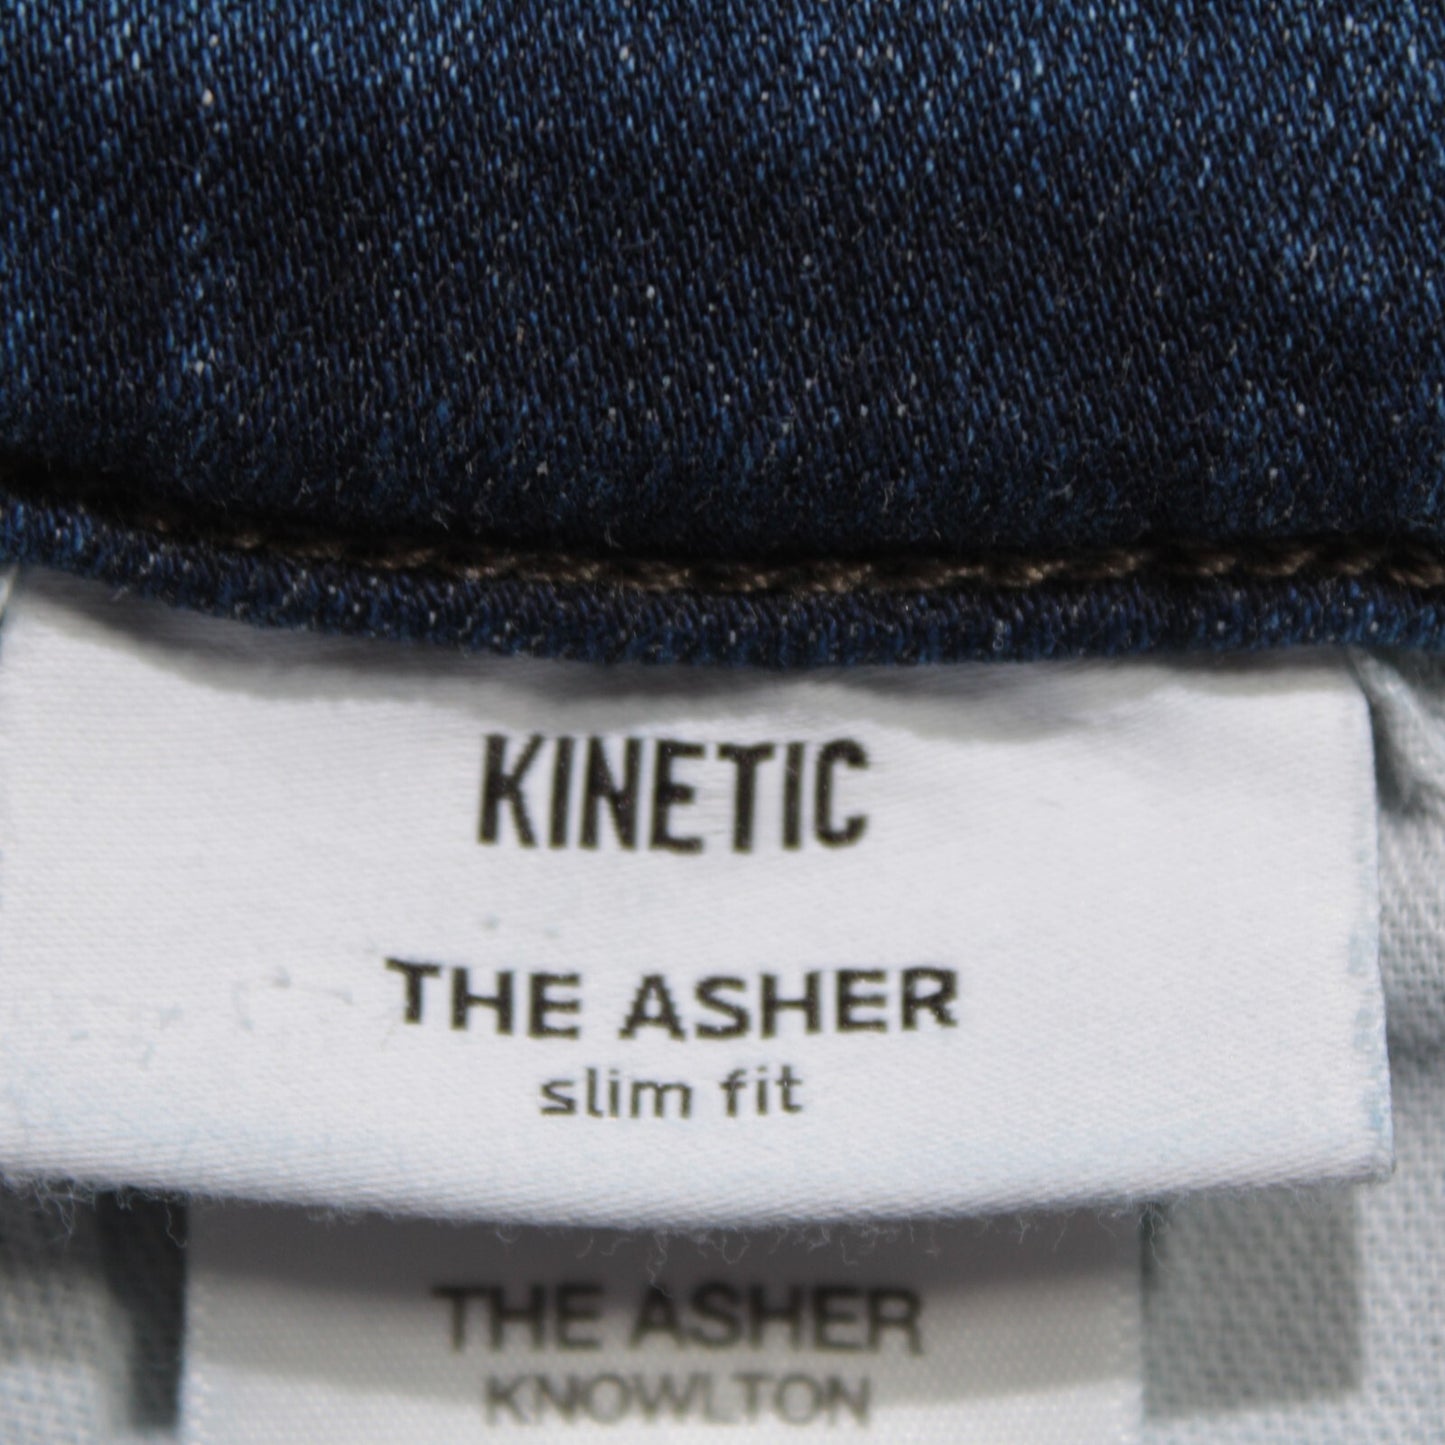 KINETIC
THE ASHER
slim fit
THE ASHER
KNOWLTON